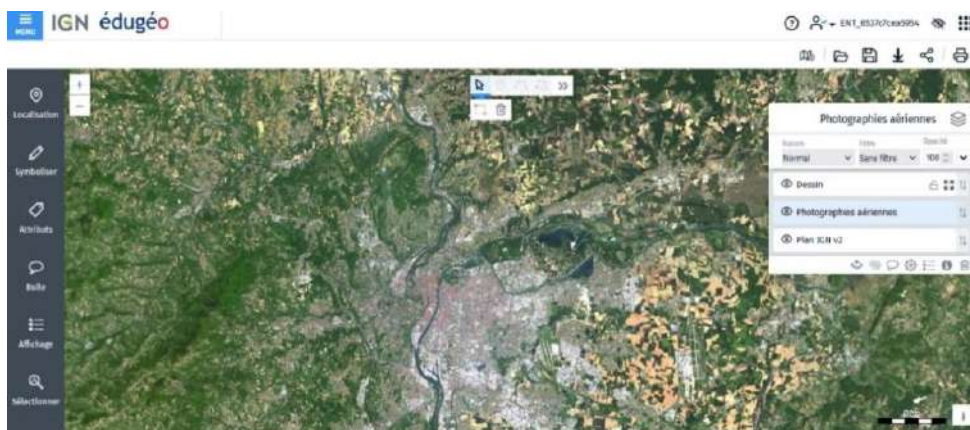 MENU
IGN édugéo
Localisation
Symboliser
Attributs
Bulle
Affichage
Sélectionner
+
−
Photographies aériennes
Normal
Sans filtre
100
Dessin
Photographies aériennes
Plan IGN v2